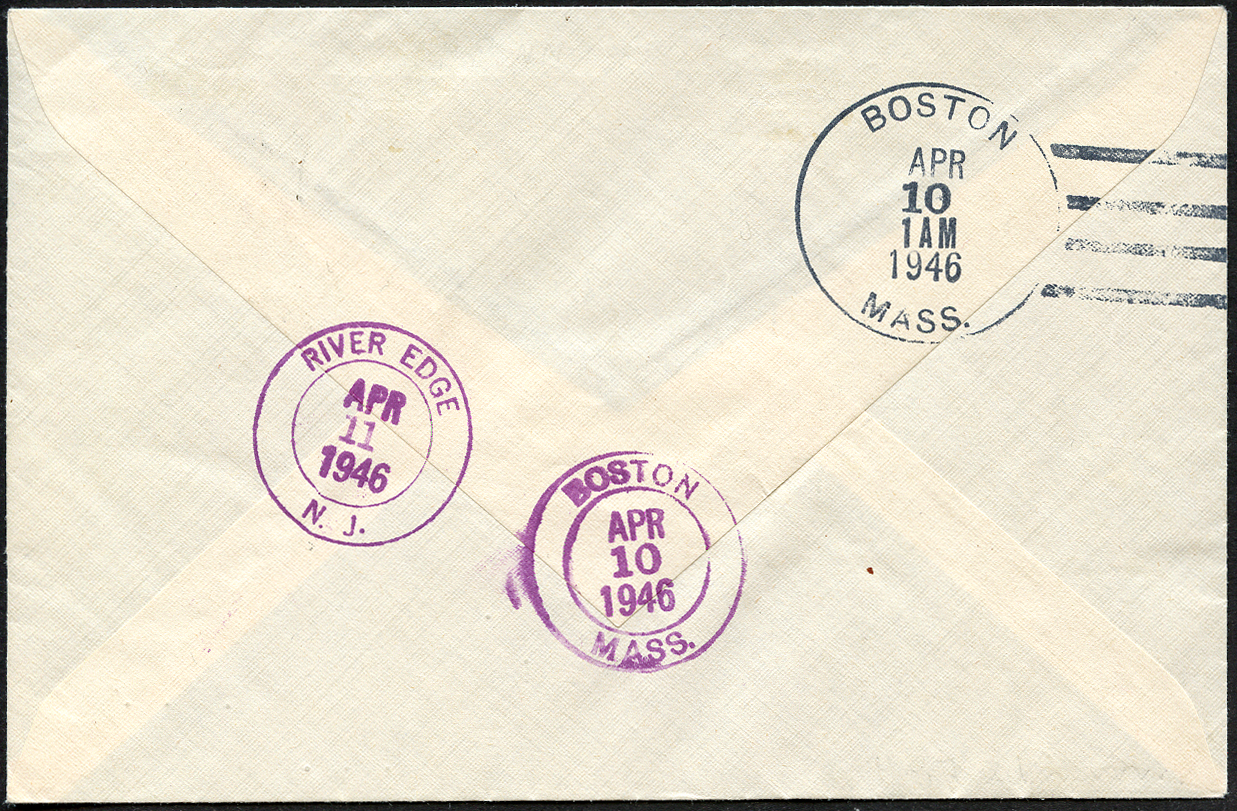 BOSTON
APR
10
1AM
1946
MASS.
RIVER EDGE
APR
11
1946
N. J.
BOSTON
APR
10
1946
MASS.